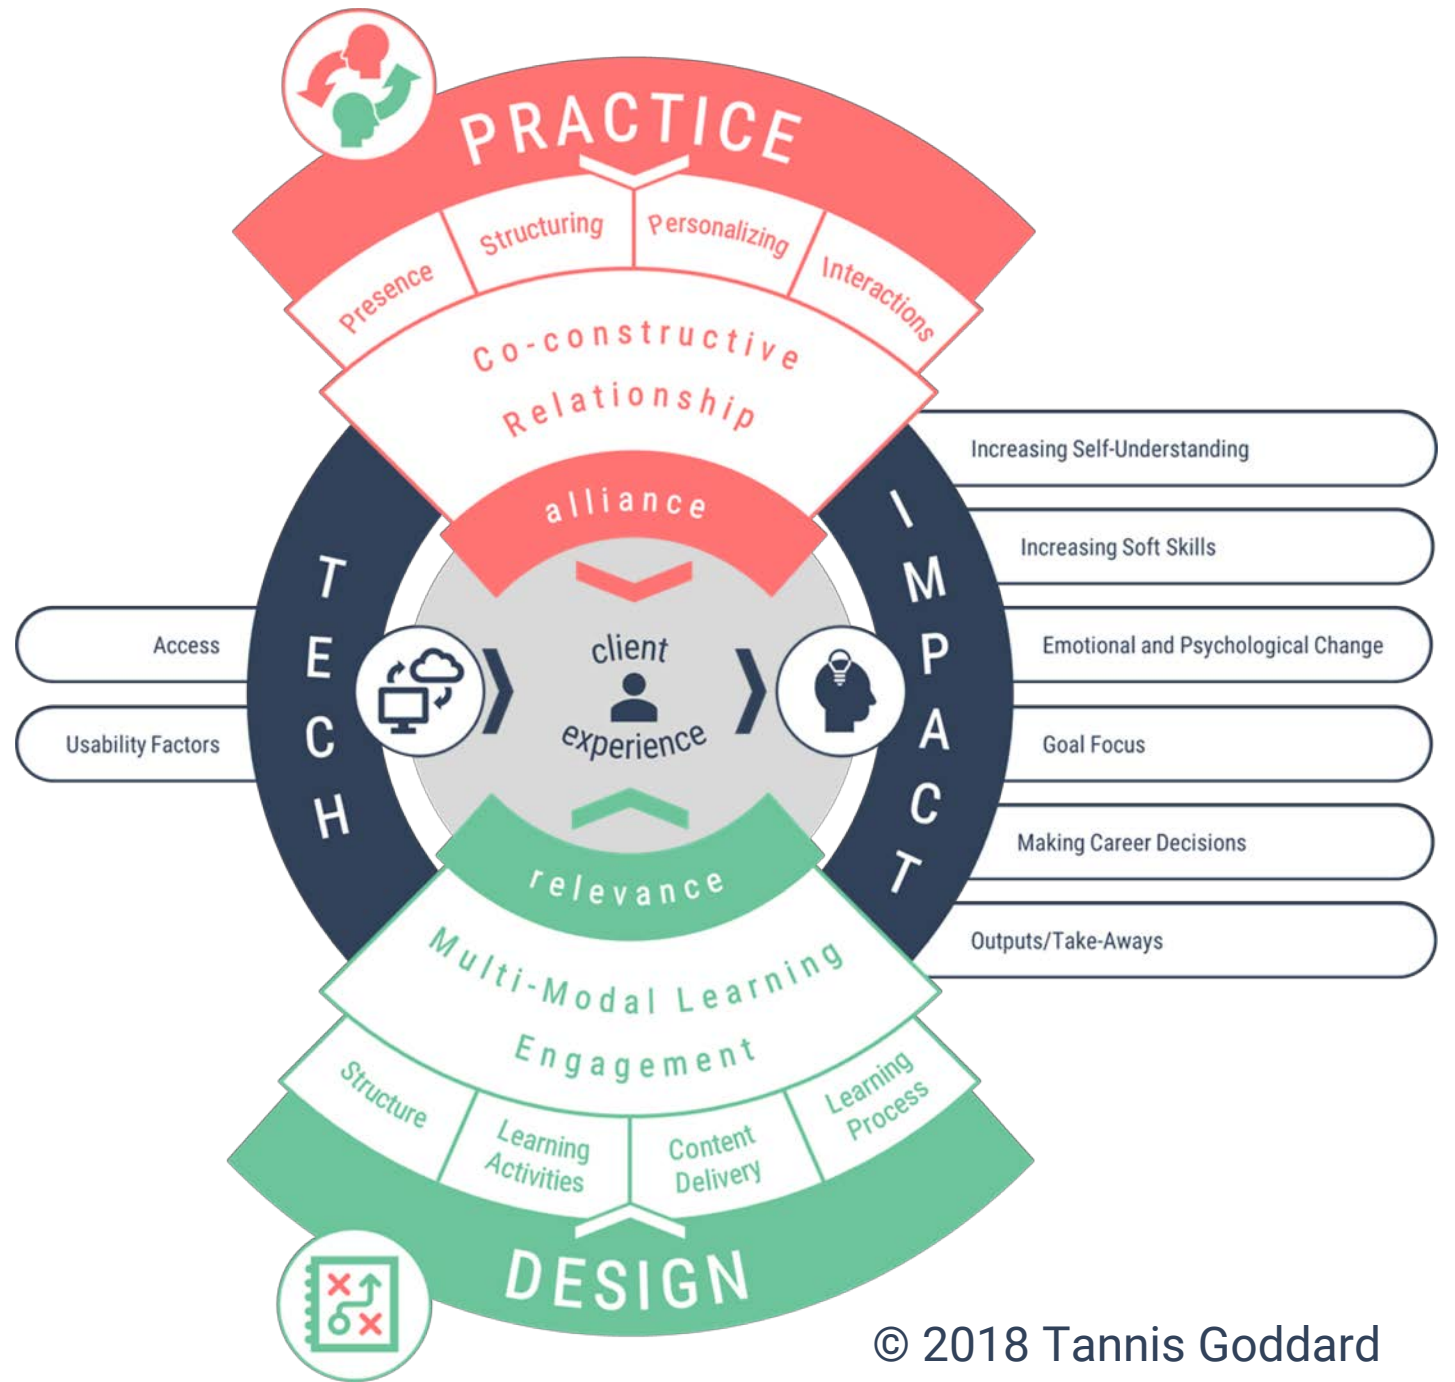 PRACTICE
Presence
Structuring
Personalizing
Interactions
Co-constructive
Relationship
alliance
TECH
Access
Usability Factors
client
experience
IMPACT
Increasing Self-Understanding
Increasing Soft Skills
Emotional and Psychological Change
Goal Focus
Making Career Decisions
Outputs/Take-Aways
relevance
Multi-Modal Learning
Engagement
Structure
Learning
Activities
Content
Delivery
Learning
Process
DESIGN
© 2018 Tannis Goddard